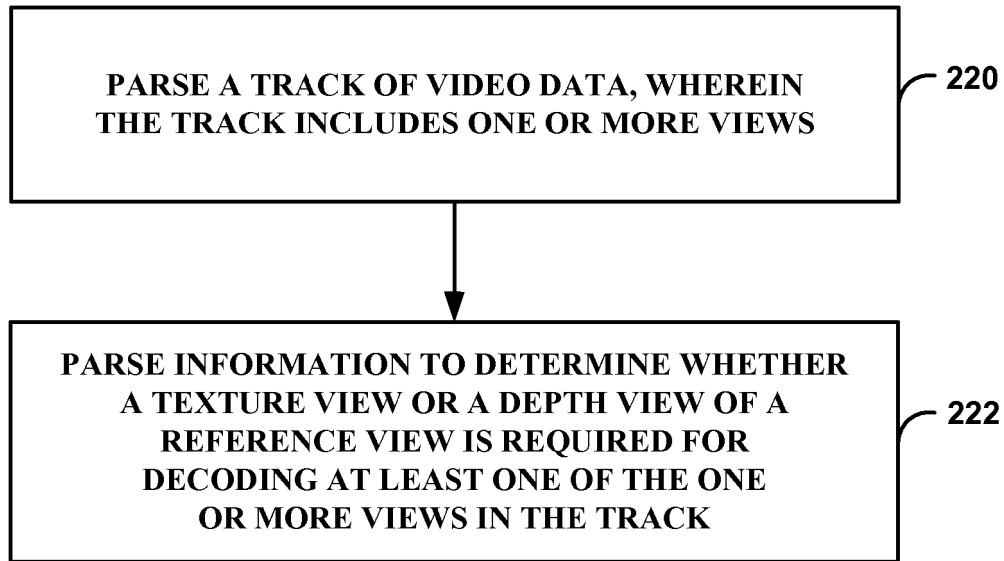 PARSE A TRACK OF VIDEO DATA, WHEREIN
THE TRACK INCLUDES ONE OR MORE VIEWS
220
PARSE INFORMATION TO DETERMINE WHETHER
A TEXTURE VIEW OR A DEPTH VIEW OF A
REFERENCE VIEW IS REQUIRED FOR
DECODING AT LEAST ONE OF THE ONE
OR MORE VIEWS IN THE TRACK
222